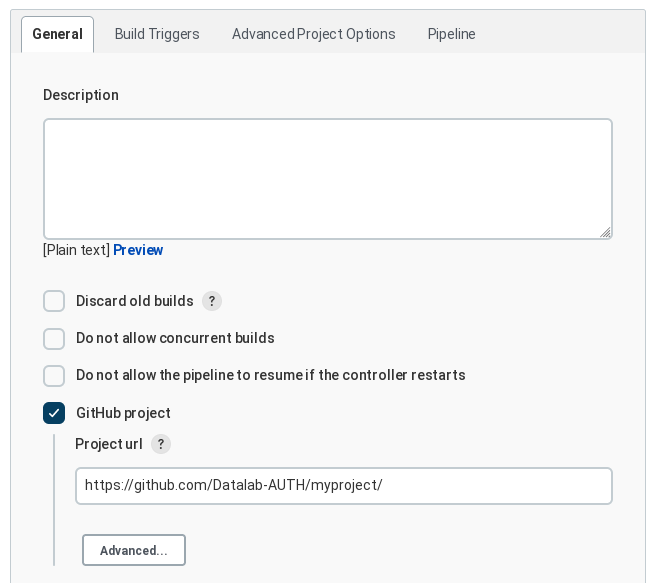 General Build Triggers Advanced Project Options Pipeline
Description
[Plain text] Preview
Discard old builds ?
Do not allow concurrent builds
Do not allow the pipeline to resume if the controller restarts
GitHub project
Project url ?
https://github.com/Datalab-AUTH/myproject/
Advanced...